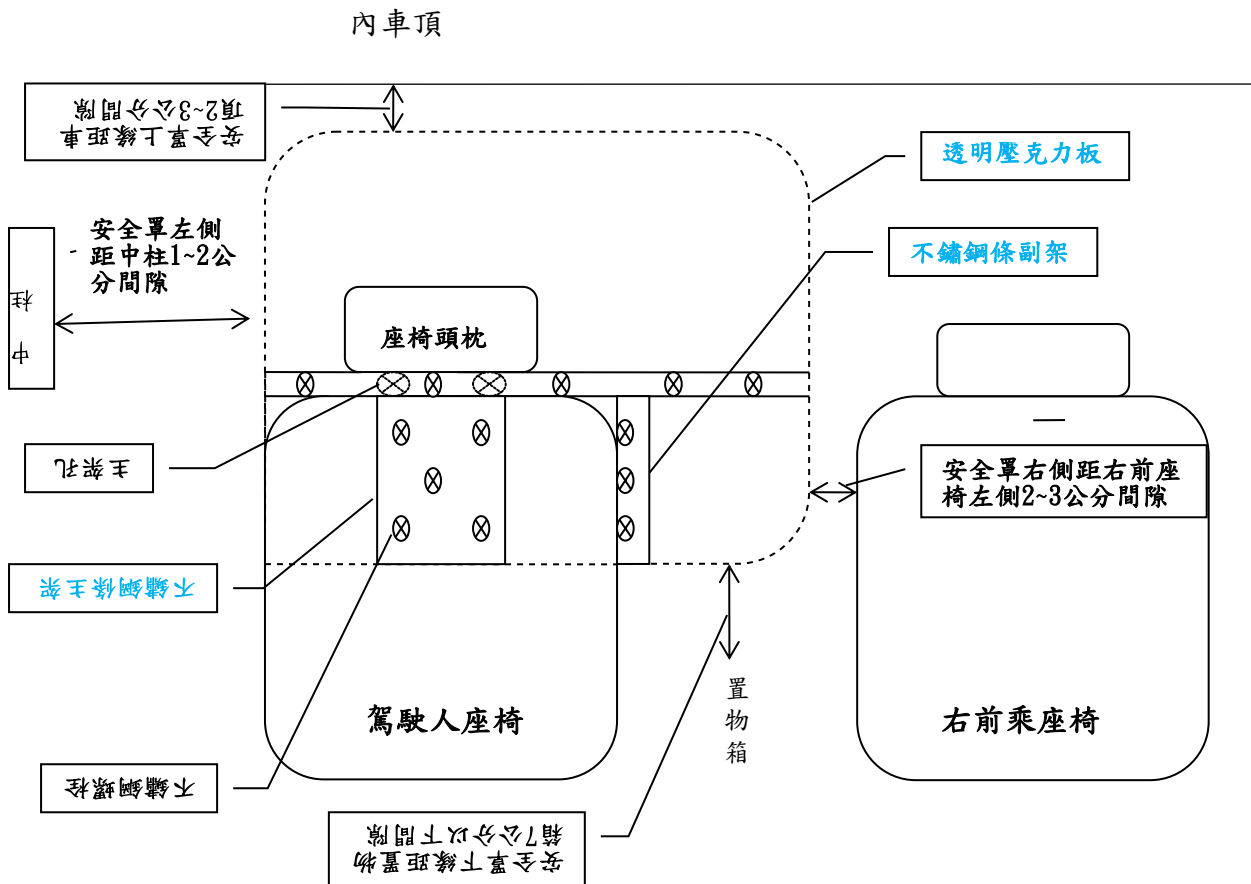 內車頂
安全罩上緣距車
頂2~3公分間隙
透明壓克力板
安全罩左側
距中柱1~2公
分間隙
不鏽鋼條副架
中
柱
座椅頭枕
主架孔
安全罩右側距右前座
椅左側2~3公分間隙
不鏽鋼條主架
置
物
箱
駕駛人座椅
右前乘座椅
不鏽鋼螺栓
安全罩下緣距置物
箱7公分以下間隙